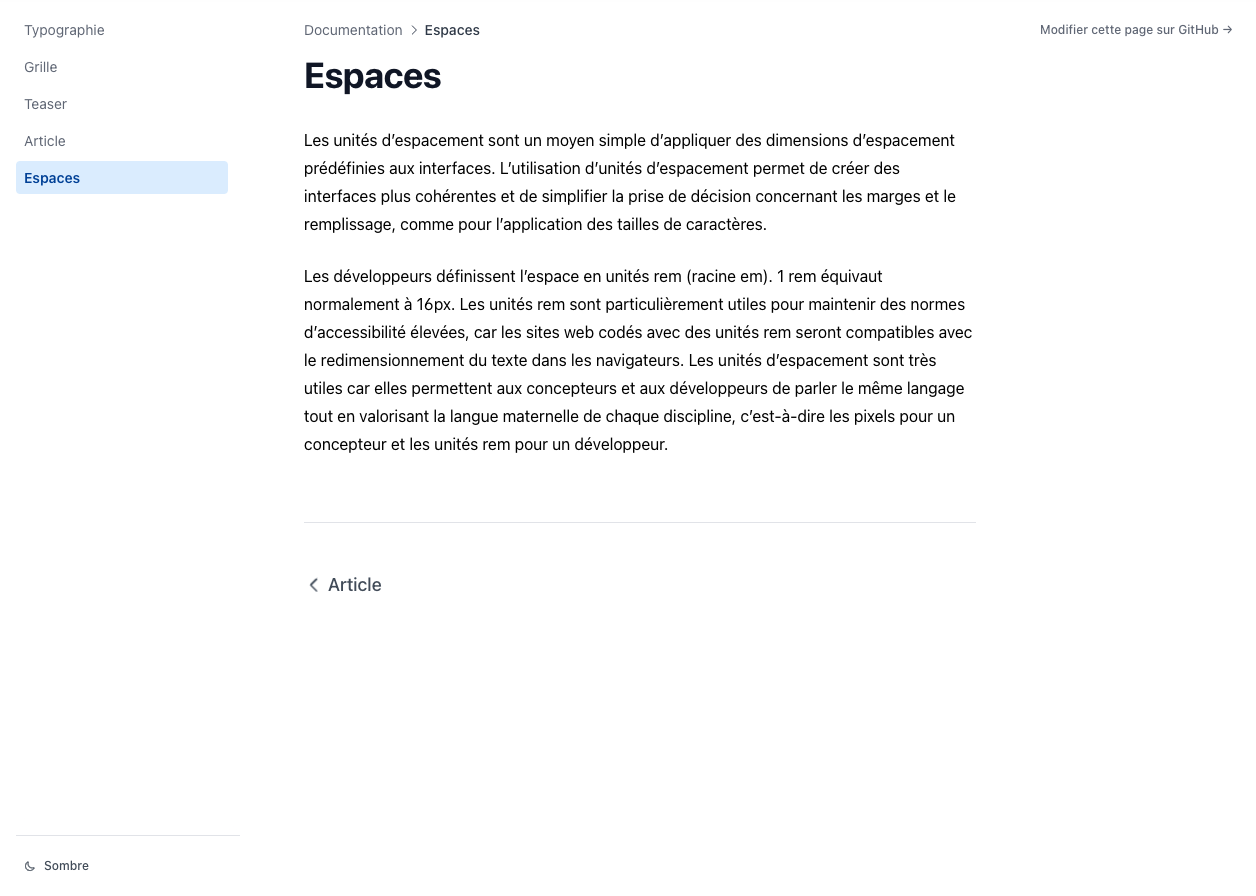 Typographie
Grille
Teaser
Article
Espaces
Documentation > Espaces
Modifier cette page sur GitHub →
Espaces
Les unités d’espacement sont un moyen simple d’appliquer des dimensions d’espacement
prédéfinies aux interfaces. L’utilisation d’unités d’espacement permet de créer des
interfaces plus cohérentes et de simplifier la prise de décision concernant les marges et le
remplissage, comme pour l’application des tailles de caractères.
Les développeurs définissent l’espace en unités rem (racine em). 1 rem équivaut
normalement à 16px. Les unités rem sont particulièrement utiles pour maintenir des normes
d’accessibilité élevées, car les sites web codés avec des unités rem seront compatibles avec
le redimensionnement du texte dans les navigateurs. Les unités d’espacement sont très
utiles car elles permettent aux concepteurs et aux développeurs de parler le même langage
tout en valorisant la langue maternelle de chaque discipline, c’est-à-dire les pixels pour un
concepteur et les unités rem pour un développeur.
Article
Sombre